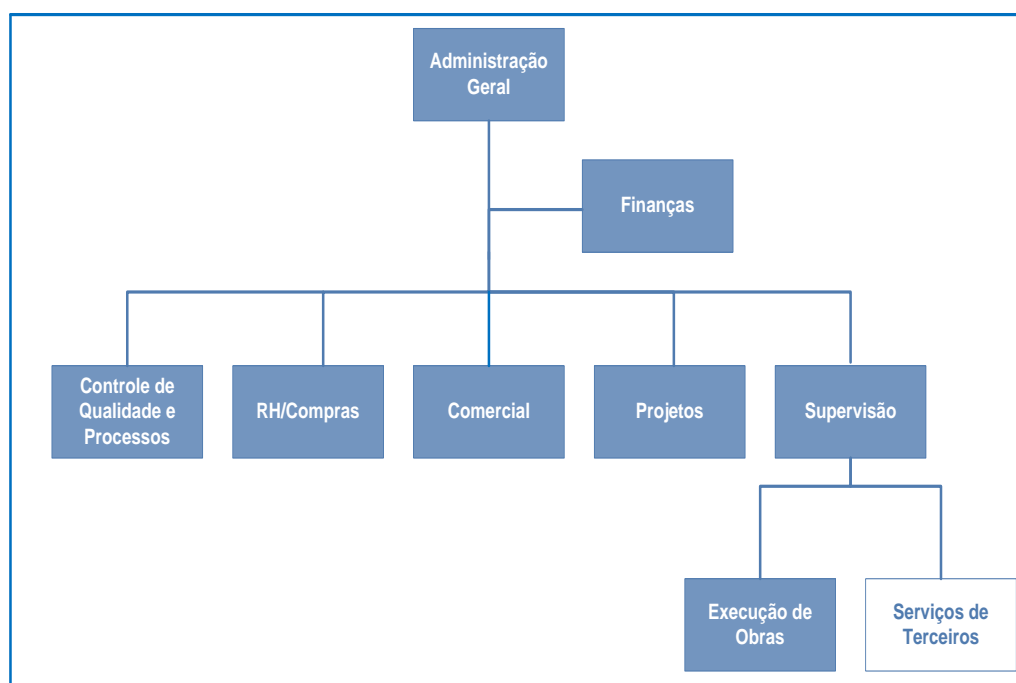 Administração
Geral
Finanças
Controle de
Qualidade e
Processos
RH/Compras
Comercial
Projetos
Supervisão
Execução de
Obras
Serviços de
Terceiros